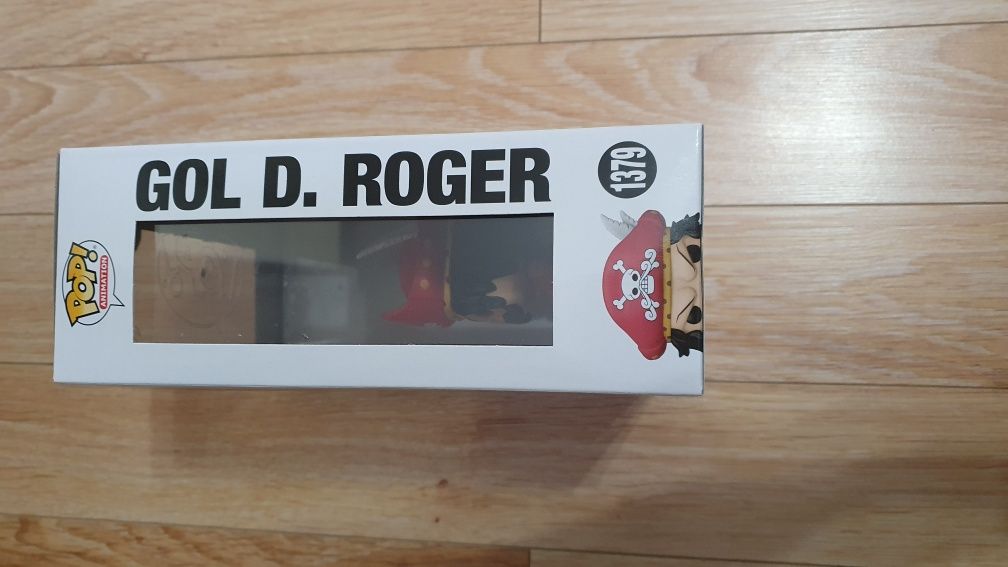 GOL D. ROGER
1379
POP!
ANIMATION